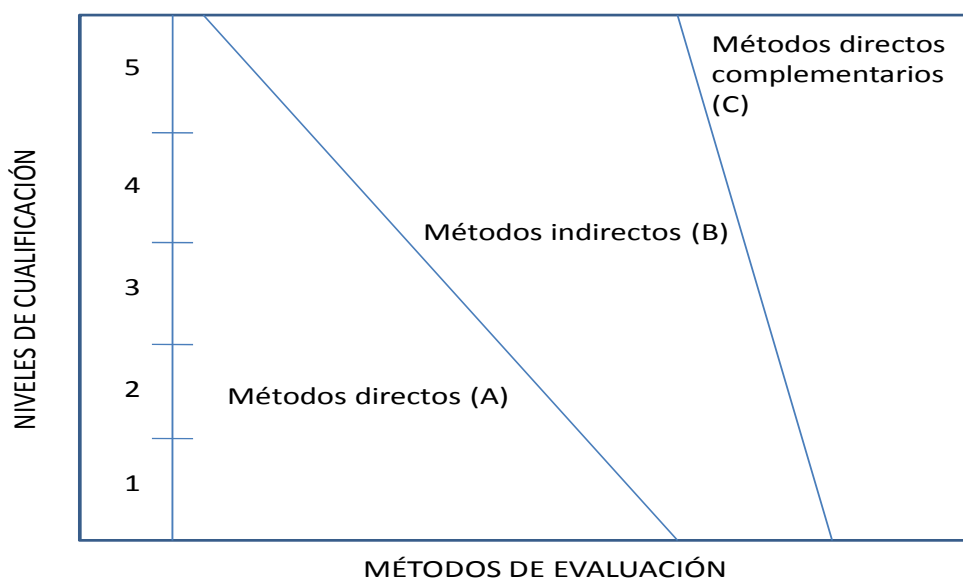 NIVELES DE CUALIFICACIÓN
5
4
3
2
1
Métodos directos
complementarios
(C)
Métodos indirectos (B)
Métodos directos (A)
MÉTODOS DE EVALUACIÓN